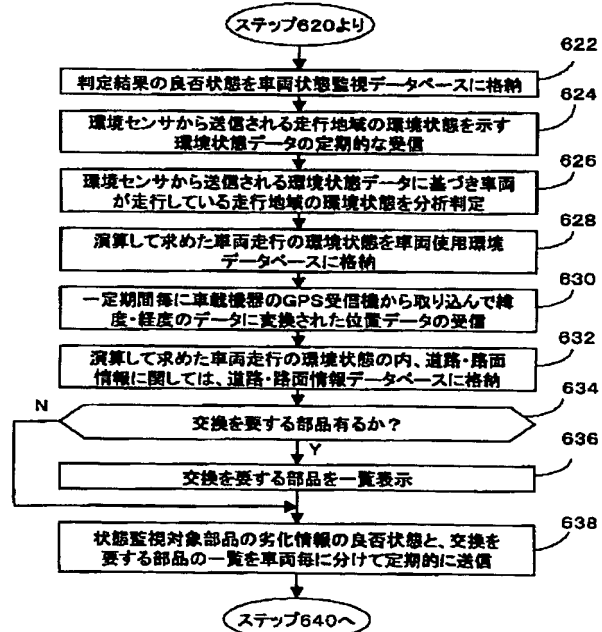 ステップ620より
622
判定結果の良否状態を車両状態監視データベースに格納
624
環境センサから送信される走行地域の環境状態を示す
環境状態データの定期的な受信
626
環境センサから送信される環境状態データに基づき車両
が走行している走行地域の環境状態を分析判定
628
演算して求めた車両走行の環境状態を車両使用環境
データベースに格納
630
一定期間毎に車載機器のGPS受信機から取り込んで緯
度・経度のデータに変換された位置データの受信
632
演算して求めた車両走行の環境状態の内、道路・路面
情報に関しては、道路・路面情報データベースに格納
634
N
交換を要する部品有るか？
Y
636
交換を要する部品を一覧表示
638
状態監視対象部品の劣化情報の良否状態と、交換を
要する部品の一覧を車両毎に分けて定期的に送信
ステップ640へ